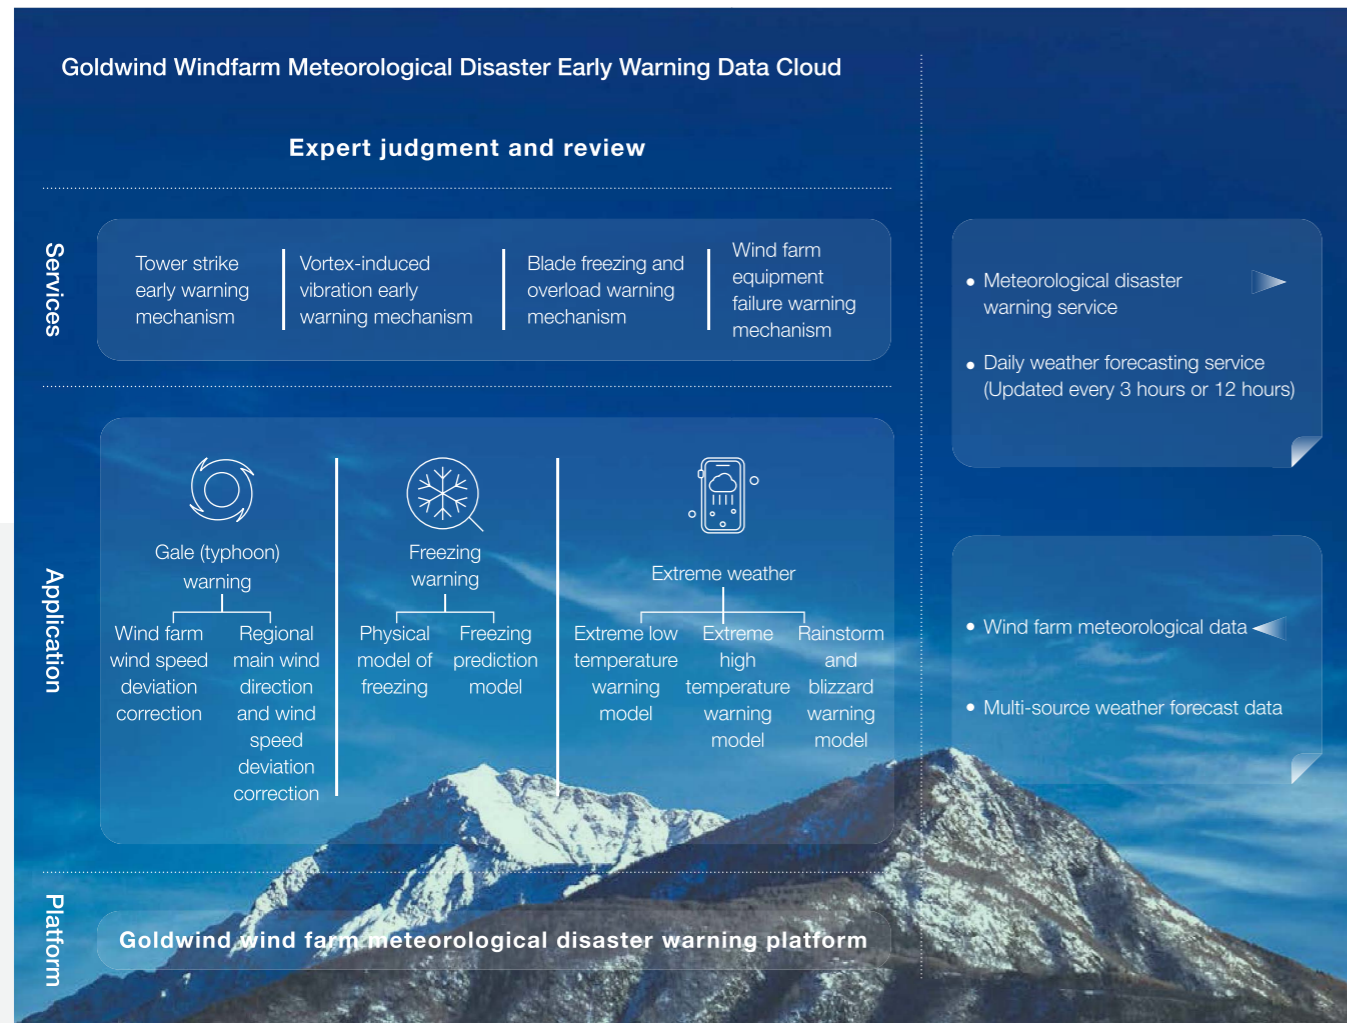 Goldwind Windfarm Meteorological Disaster Early Warning Data Cloud
Expert judgment and review
Services
Tower strike
early warning
mechanism
Vortex-induced
vibration early
warning mechanism
Blade freezing and
overload warning
mechanism
Wind farm
equipment
failure warning
mechanism
Application
Gale (typhoon)
warning
Wind farm
wind speed
deviation
correction
Regional
main wind
direction
and wind
speed
deviation
correction
Freezing
warning
Physical
model of
freezing
Freezing
prediction
model
Extreme weather
Extreme low
temperature
warning
model
Extreme
high
temperature
warning
model
Rainstorm
and
blizzard
warning
model
Platform
Goldwind wind farm meteorological disaster warning platform
• Meteorological disaster
warning service
• Daily weather forecasting service
(Updated every 3 hours or 12 hours)
• Wind farm meteorological data
• Multi-source weather forecast data